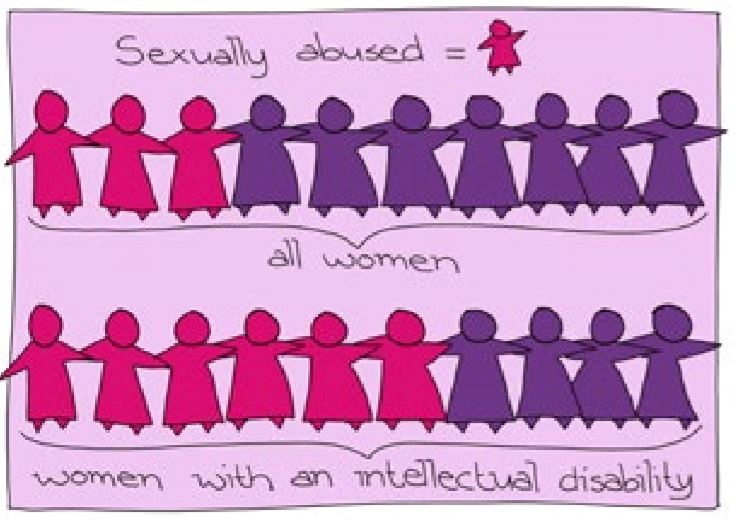 Sexually abused =
all women
women with an intellectual disability